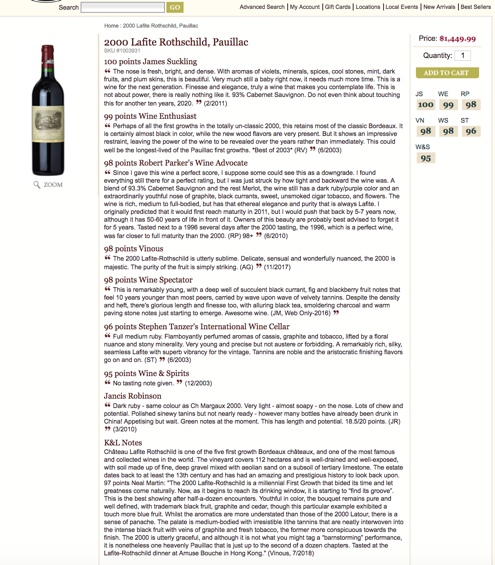 Search
GO
Advanced Search | My Account | Gift Cards | Locations | Local Events | New Arrivals | Best Sellers
Home : 2000 Lafite Rothschild, Pauillac
2000 Lafite Rothschild, Pauillac
SKU #1003931
100 points James Suckling
❝ The nose is fresh, bright, and dense. With aromas of violets, minerals, spices, cool stones, mint, dark
fruits, and plum skins, this is beautiful. Very much still a baby right now, it needs much more time. This is a
wine for the next generation. Finesse and elegance, truly a wine that makes you contemplate life. This is
not about power, there is really nothing like it. 93% Cabernet Sauvignon. Do not even think about touching
this for another ten years, 2020. ❞ (2/2011)
99 points Wine Enthusiast
❝ Perhaps of all the first growths in the totally un-classic 2000, this retains most of the classic Bordeaux. It
is certainly almost black in color, while the new wood flavors are very present. But it shows an impressive
restraint, leaving the power of the wine to be revealed over the years rather than immediately. This could
well be the longest-lived of the Pauillac first growths. *Best of 2003* (RV) ❞ (6/2003)
98 points Robert Parker's Wine Advocate
❝ Since I gave this wine a perfect score, I suppose some could see this as a downgrade. I found
everything still there for a perfect rating, but I was just struck by how tight and backward the wine was. A
blend of 93.3% Cabernet Sauvignon and the rest Merlot, the wine still has a dark ruby/purple color and an
extraordinarily youthful nose of graphite, black currants, sweet, unsmoked cigar tobacco, and flowers. The
wine is rich, medium to full-bodied, but has that ethereal elegance and purity that is always Lafite. I
originally predicted that it would first reach maturity in 2011, but I would push that back by 5-7 years now,
although it has 50-60 years of life in front of it. Owners of this beauty are probably best advised to forget it
for 5 years. Tasted next to a 1996 several days after the 2000 tasting, the 1996, which is a perfect wine,
was far closer to full maturity than the 2000. (RP) 98+ ❞ (6/2010)
98 points Vinous
❝ The 2000 Lafite-Rothschild is utterly sublime. Delicate, sensual and wonderfully nuanced, the 2000 is
majestic. The purity of the fruit is simply striking. (AG) ❞ (11/2017)
98 points Wine Spectator
❝ This is remarkably young, with a deep well of succulent black currant, fig and blackberry fruit notes that
feel 10 years younger than most peers, carried by wave upon wave of velvety tannins. Despite the density
and heft, there's glorious length and finesse too, with alluring black tea, smoldering charcoal and warm
paving stone notes just starting to emerge. Awesome wine. (JM, Web Only-2016) ❞
96 points Stephen Tanzer's International Wine Cellar
❝ Full medium ruby. Flamboyantly perfumed aromas of cassis, graphite and tobacco, lifted by a floral
nuance and stony minerality. Very young and precise but not austere or forbidding. A remarkably rich, silky,
seamless Lafite with superb vibrancy for the vintage. Tannins are noble and the aristocratic finishing flavors
go on and on. (ST) ❞ (6/2003)
95 points Wine & Spirits
❝ No tasting note given. ❞ (12/2003)
Jancis Robinson
❝ Dark ruby - same colour as Ch Margaux 2000. Very light - almost soapy - on the nose. Lots of chew and
potential. Polished sinewy tannins but not nearly ready - however many bottles have already been drunk in
China! Appetising but wait. Green notes at the moment. This has length and potential. 18.5/20 points. (JR)
❞ (3/2010)
K&L Notes
Château Lafite Rothschild is one of the five first growth Bordeaux châteaux, and one of the most famous
and collected wines in the world. The vineyard covers 112 hectares and is well-drained and well-exposed,
with soil made up of fine, deep gravel mixed with aeolian sand on a subsoil of tertiary limestone. The estate
dates back to at least the 13th century and has had an amazing and prestigious history to look back upon.
97 points Neal Martin: "The 2000 Lafite-Rothschild is a millennial First Growth that bided its time and let
greatness come naturally. Now, as it begins to reach its drinking window, it is starting to "find its groove".
This is the best showing after half-a-dozen encounters. Youthful in color, the bouquet remains pure and
well defined, with trademark black fruit, graphite and cedar, though this particular example exhibited a
touch more blue fruit. Whilst the aromatics are more understated than those of the 2000 Latour, there is a
sense of panache. The palate is medium-bodied with irresistible lithe tannins that are neatly interwoven into
the intense black fruit with veins of graphite and fresh tobacco, the former more conspicuous towards the
finish. The 2000 is utterly graceful, and although it is not what you might tag a "barnstorming" performance,
it is nonetheless one heavenly Pauillac that is just up to the second of a dozen chapters. Tasted at the
Lafite-Rothschild dinner at Amuse Bouche in Hong Kong." (Vinous, 7/2018)
ZOOM
Price: $1,449.99
Quantity: 1
ADD TO CART
JS WE RP
100 99 98
VN WS ST
98 98 96
W&S
95